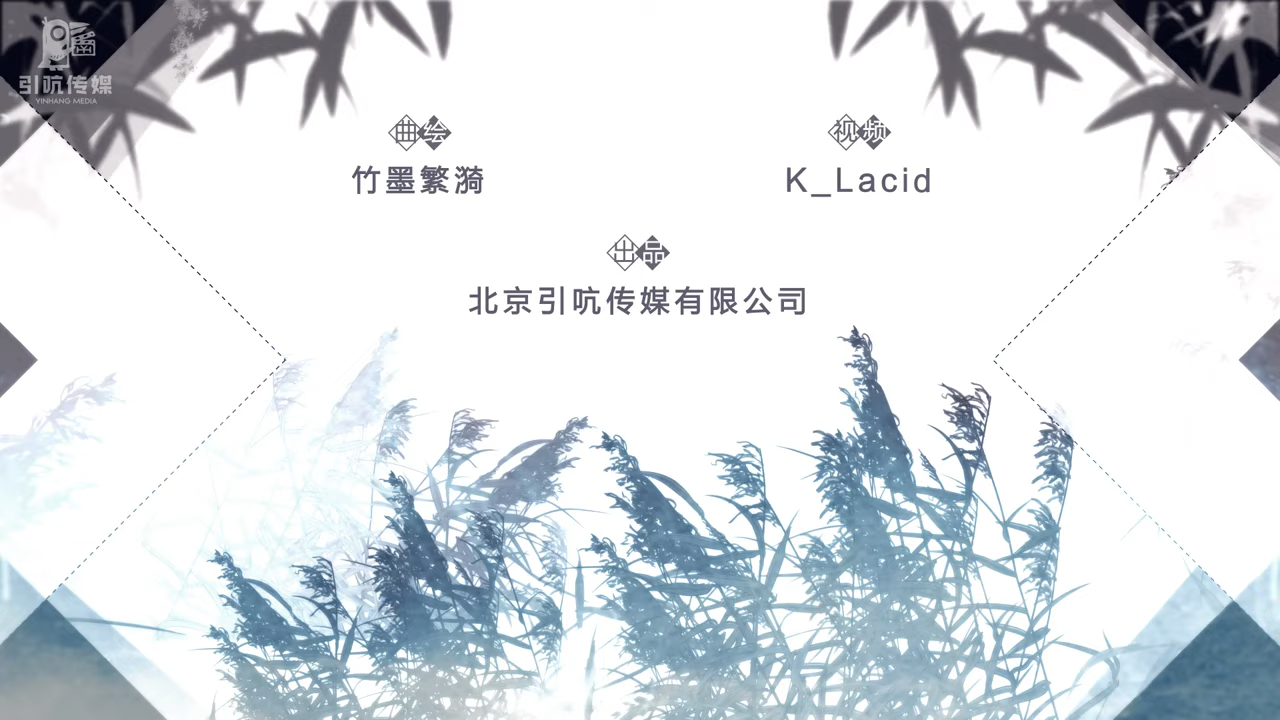 引吭传媒
YINHANG MEDIA
曲绘
竹墨繁漪
视频
K_Lacid
出品
北京引吭传媒有限公司